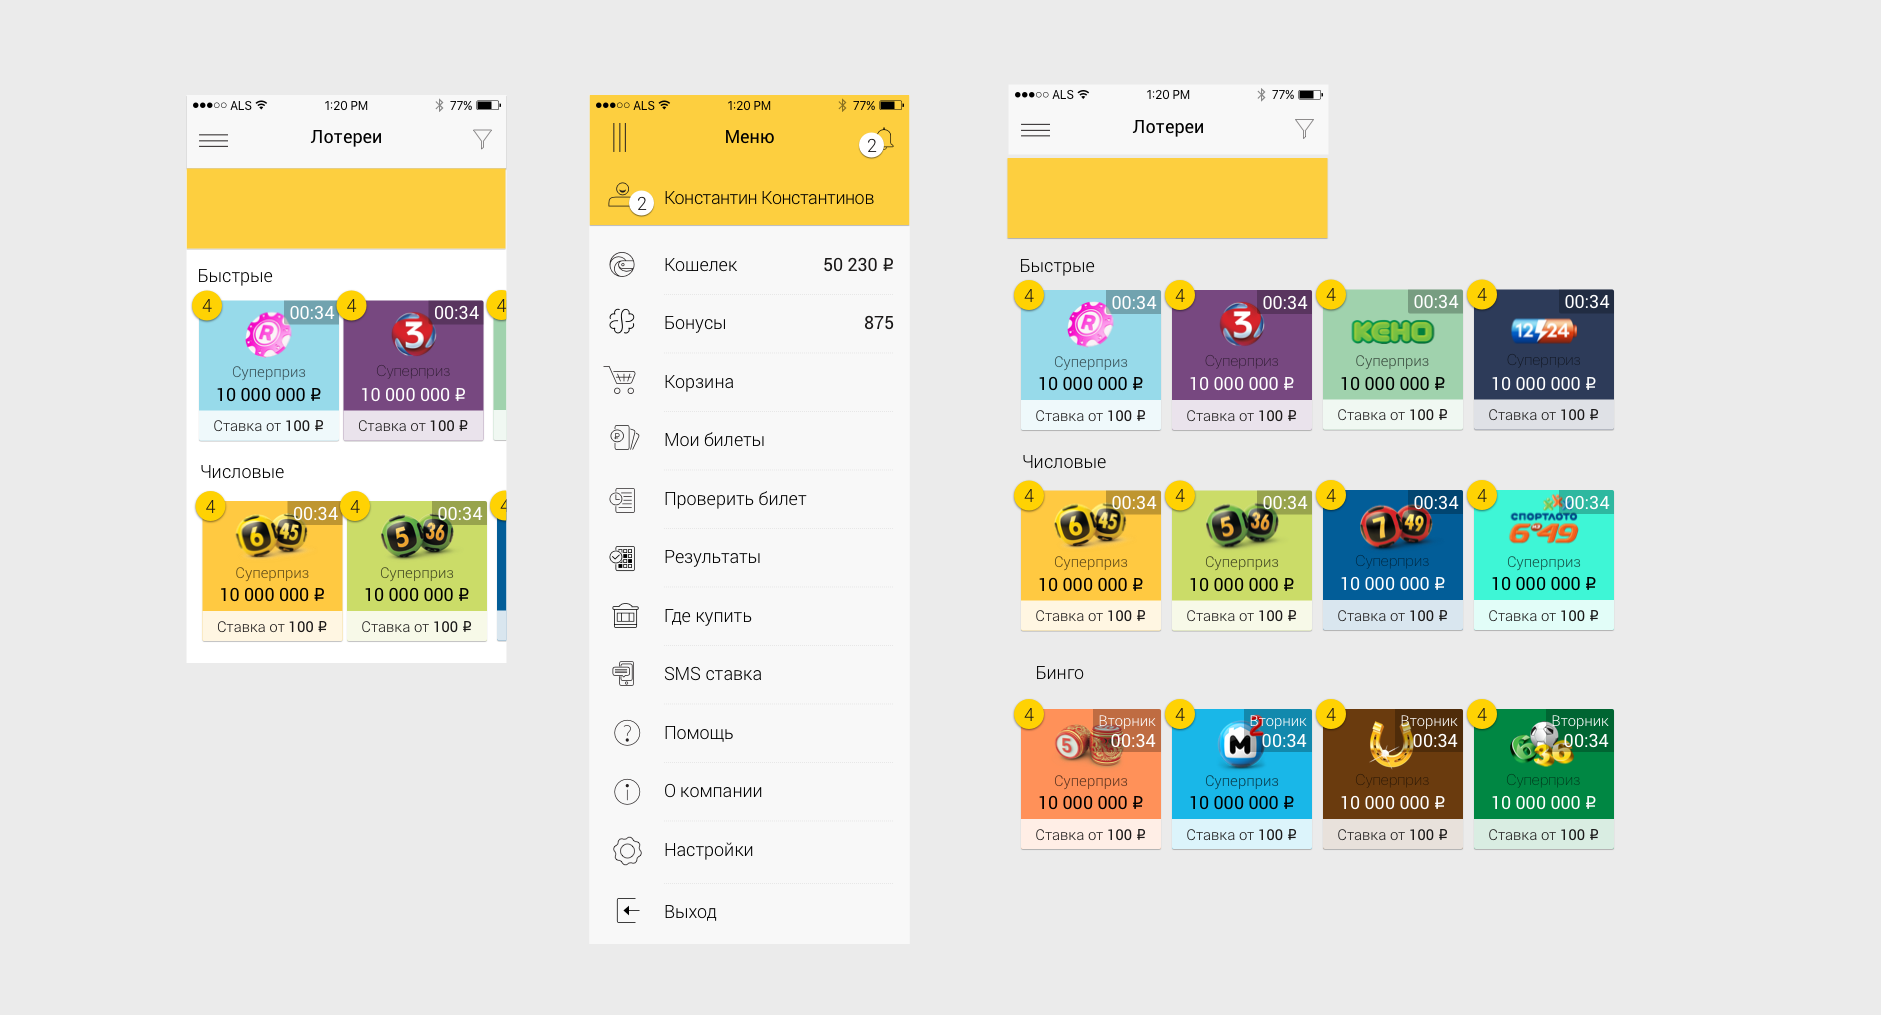 ALS 1:20 PM 77%
Лотереи
Быстрые
4 00:34 4 00:34 4
R 3
Суперприз Суперприз
10 000 000 ₽ 10 000 000 ₽
Ставка от 100 ₽ Ставка от 100 ₽
Числовые
4 00:34 4 00:34 4
6 45 5 36
Суперприз Суперприз
10 000 000 ₽ 10 000 000 ₽
Ставка от 100 ₽ Ставка от 100 ₽
ALS 1:20 PM 77%
Меню
2
2 Константин Константинов
Кошелек 50 230 ₽
Бонусы 875
Корзина
Мои билеты
Проверить билет
Результаты
Где купить
SMS ставка
Помощь
О компании
Настройки
Выход
ALS 1:20 PM 77%
Лотереи
Быстрые
4 00:34 4 00:34 4 00:34 4 00:34
R 3 КЕНО 12 24
Суперприз Суперприз Суперприз Суперприз
10 000 000 ₽ 10 000 000 ₽ 10 000 000 ₽ 10 000 000 ₽
Ставка от 100 ₽ Ставка от 100 ₽ Ставка от 100 ₽ Ставка от 100 ₽
Числовые
4 00:34 4 00:34 4 00:34 4 00:34
6 45 5 36 7 49 СПОРТЛОТО
6 49
Суперприз Суперприз Суперприз Суперприз
10 000 000 ₽ 10 000 000 ₽ 10 000 000 ₽ 10 000 000 ₽
Ставка от 100 ₽ Ставка от 100 ₽ Ставка от 100 ₽ Ставка от 100 ₽
Бинго
4 Вторник 4 Вторник 4 Вторник 4 Вторник
00:34 00:34 00:34 00:34
5 М 2 6 36
Суперприз Суперприз Суперприз Суперприз
10 000 000 ₽ 10 000 000 ₽ 10 000 000 ₽ 10 000 000 ₽
Ставка от 100 ₽ Ставка от 100 ₽ Ставка от 100 ₽ Ставка от 100 ₽